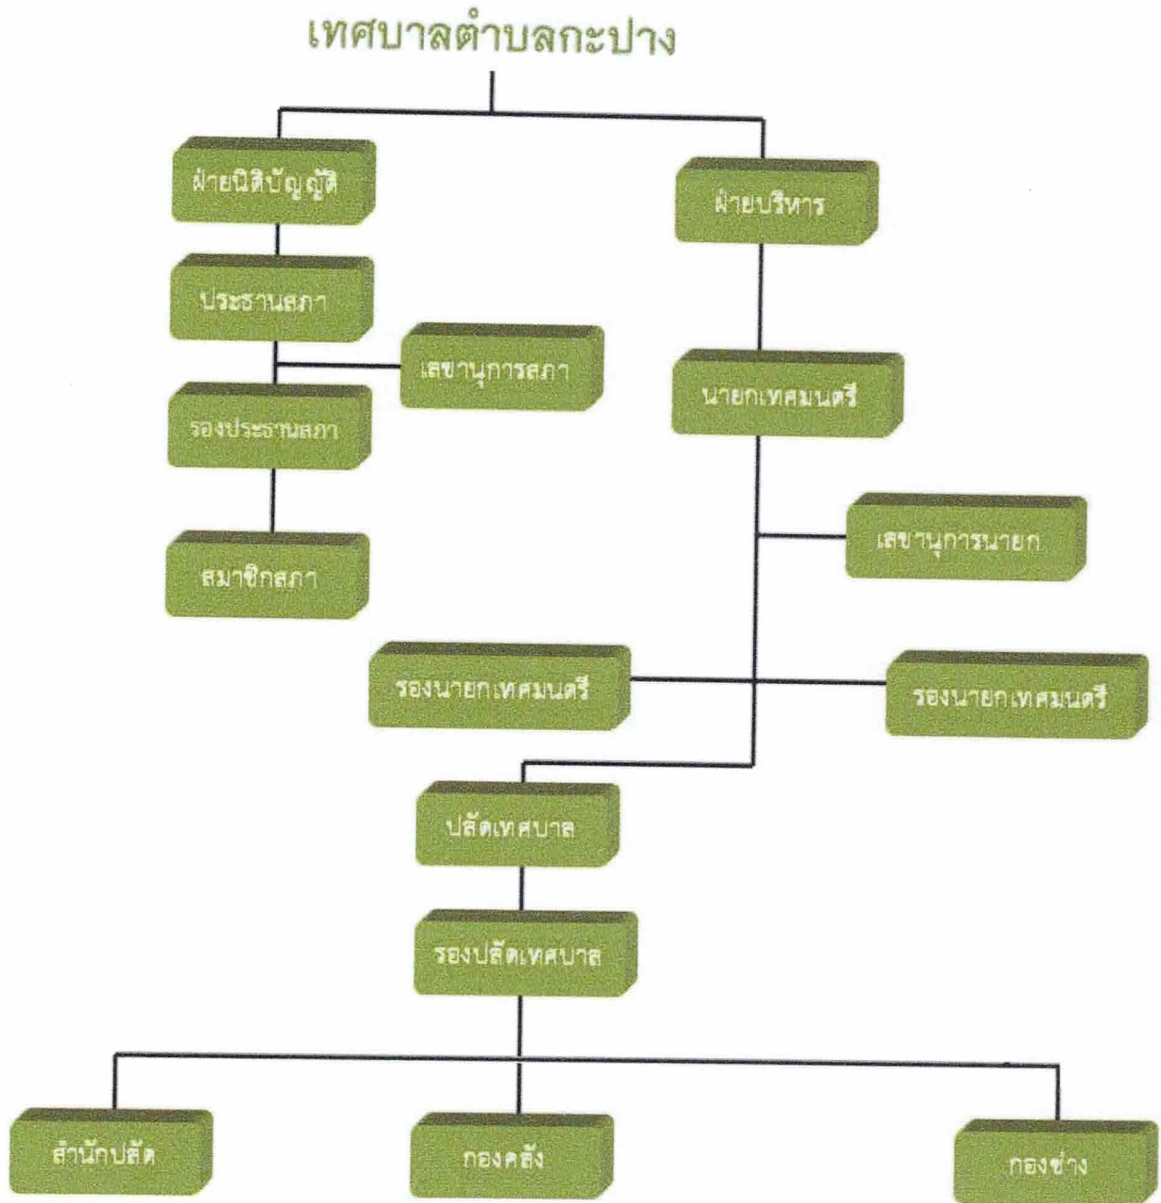 เทศบาลตำบลกะปาง
ฝ่ายนิติบัญญัติ
ฝ่ายบริหาร
ประธานสภา
เลขานุการสภา
นายกเทศมนตรี
รองประธานสภา
เลขานุการนายก
สมาชิกสภา
รองนายกเทศมนตรี
รองนายกเทศมนตรี
ปลัดเทศบาล
รองปลัดเทศบาล
สำนักปลัด
กองคลัง
กองช่าง